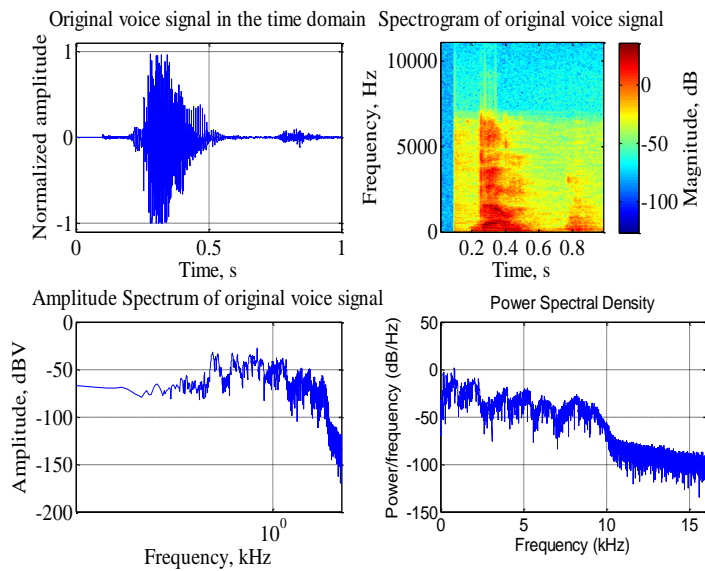 Original voice signal in the time domain
1
0
-1
Normalized amplitude
0
0.5
1
Time, s
Spectrogram of original voice signal
10000
5000
0
Frequency, Hz
0.2 0.4 0.6 0.8
Time, s
0
-50
-100
Magnitude, dB
Amplitude Spectrum of original voice signal
0
-50
-100
-150
-200
Amplitude, dBV
10^0
Frequency, kHz
Power Spectral Density
50
0
-50
-100
-150
Power/frequency (dB/Hz)
0 5 10 15
Frequency (kHz)